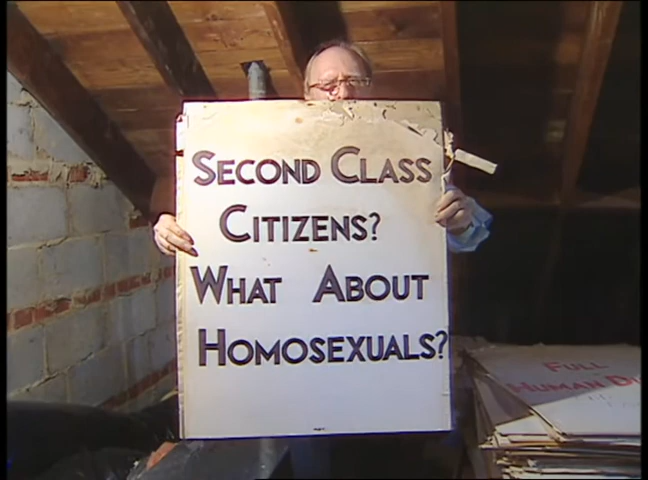 SECOND CLASS
CITIZENS?
WHAT ABOUT
HOMOSEXUALS?
FULL
HUMAN